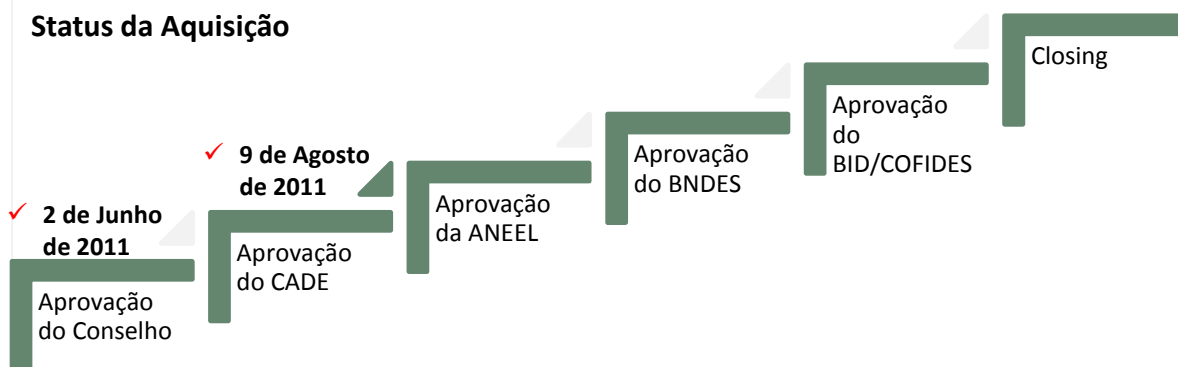 Status da Aquisição
✓ 2 de Junho
de 2011
Aprovação
do Conselho
✓ 9 de Agosto
de 2011
Aprovação
do CADE
Aprovação
da ANEEL
Aprovação
do BNDES
Aprovação
do
BID/COFIDES
Closing